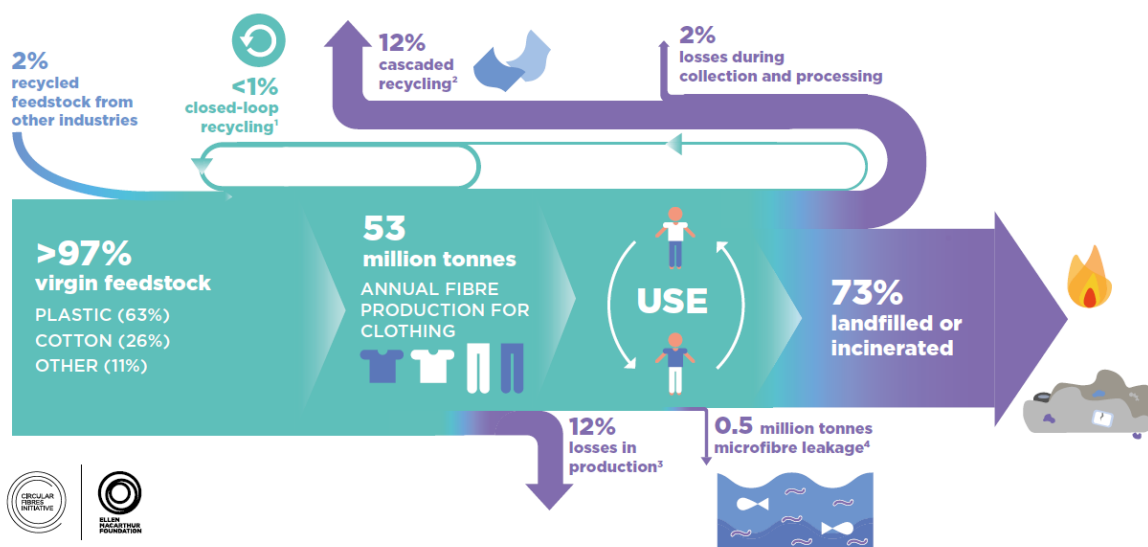 2%
recycled
feedstock from
other industries
<1%
closed-loop
recycling¹
12%
cascaded
recycling²
2%
losses during
collection and processing
>97%
virgin feedstock
PLASTIC (63%)
COTTON (26%)
OTHER (11%)
53
million tonnes
ANNUAL FIBRE
PRODUCTION FOR
CLOTHING
USE
73%
landfilled or
incinerated
12%
losses in
production³
0.5 million tonnes
microfibre leakage⁴
CIRCULAR
FIBRES
INITIATIVE
ELLEN
MACARTHUR
FOUNDATION